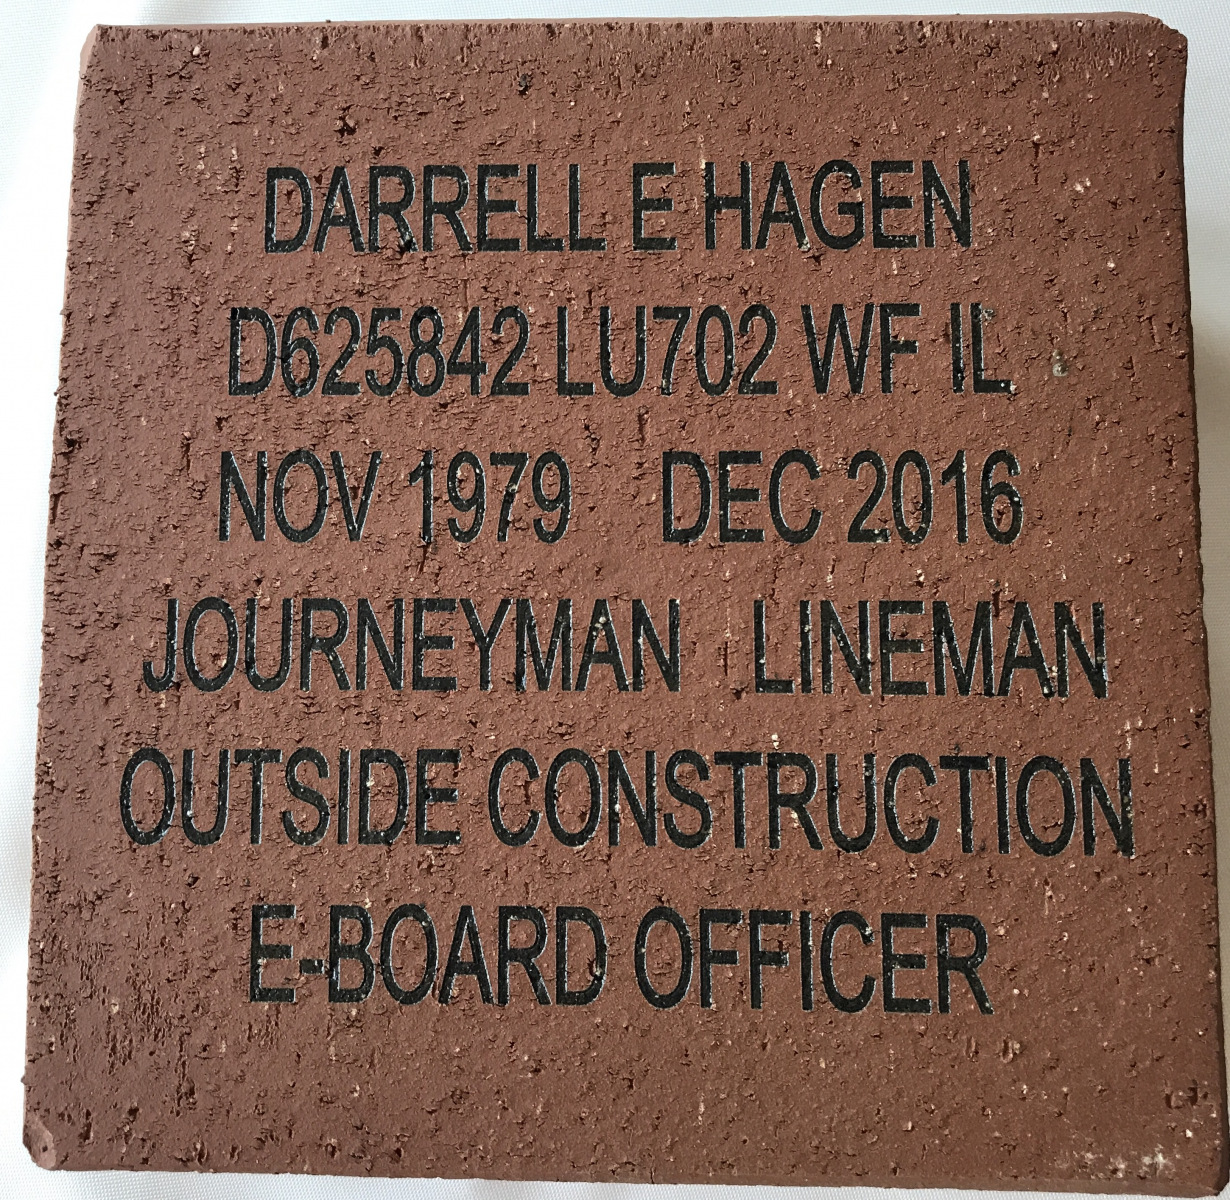 DARRELL E HAGEN
D625842 LU702 WF IL
NOV 1979 DEC 2016
JOURNEYMAN LINEMAN
OUTSIDE CONSTRUCTION
E-BOARD OFFICER